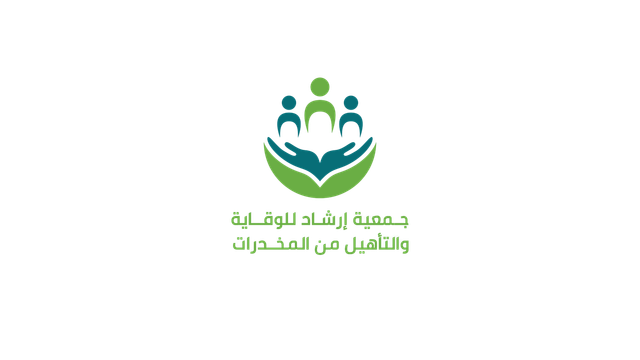 جمعية إرشاد للوقاية
والتأهيل من المخدرات